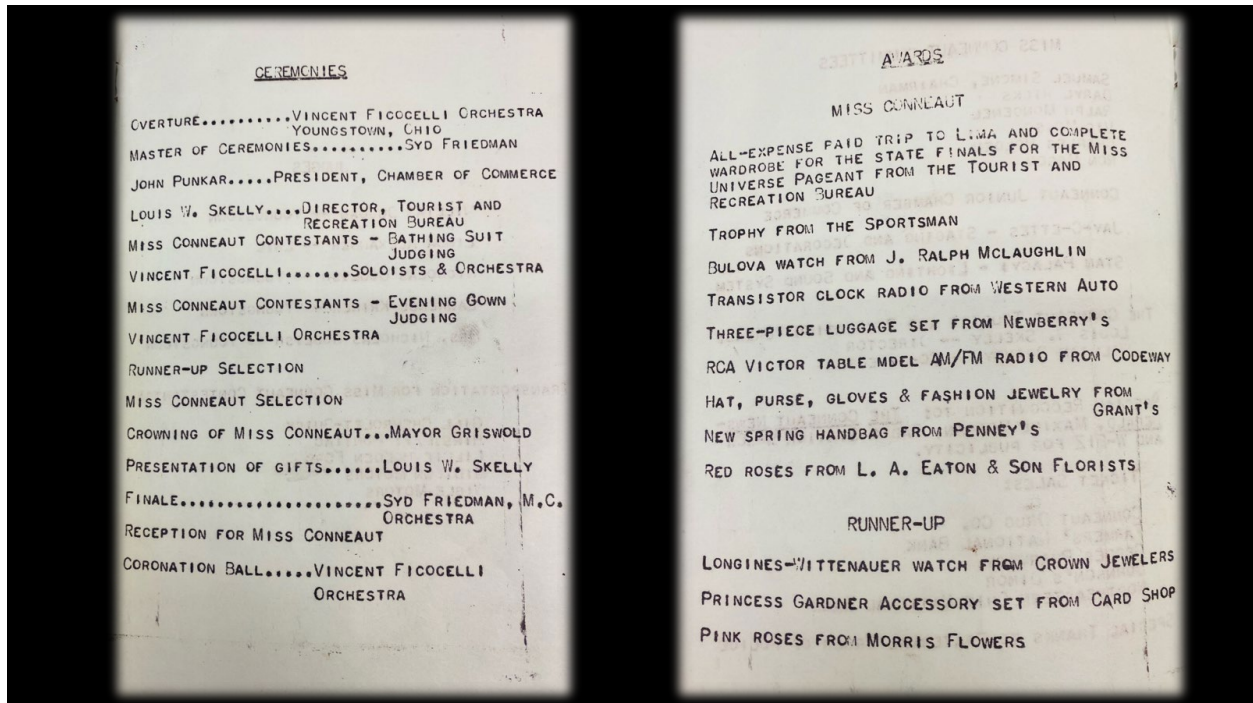 CEREMONIES
OVERTURE..........VINCENT FICOCELLI ORCHESTRA
YOUNGSTOWN, OHIO
MASTER OF CEREMONIES..........SYD FRIEDMAN
JOHN PUNKAR.....PRESIDENT, CHAMBER OF COMMERCE
LOUIS W. SKELLY....DIRECTOR, TOURIST AND
RECREATION BUREAU
MISS CONNEAUT CONTESTANTS - BATHING SUIT
JUDGING
VINCENT FICOCELLI.......SOLOISTS & ORCHESTRA
MISS CONNEAUT CONTESTANTS - EVENING GOWN
JUDGING
VINCENT FICOCELLI ORCHESTRA
RUNNER-UP SELECTION
MISS CONNEAUT SELECTION
CROWNING OF MISS CONNEAUT...MAYOR GRISWOLD
PRESENTATION OF GIFTS......LOUIS W. SKELLY
FINALE......................SYD FRIEDMAN, M.C.
ORCHESTRA
RECEPTION FOR MISS CONNEAUT
CORONATION BALL.....VINCENT FICOCELLI
ORCHESTRA
AWARDS
MISS CONNEAUT
ALL-EXPENSE PAID TRIP TO LIMA AND COMPLETE
WARDROBE FOR THE STATE FINALS FOR THE MISS
UNIVERSE PAGEANT FROM THE TOURIST AND
RECREATION BUREAU
TROPHY FROM THE SPORTSMAN
BULOVA WATCH FROM J. RALPH MCLAUGHLIN
TRANSISTOR CLOCK RADIO FROM WESTERN AUTO
THREE-PIECE LUGGAGE SET FROM NEWBERRY'S
RCA VICTOR TABLE MDEL AM/FM RADIO FROM CODEWAY
HAT, PURSE, GLOVES & FASHION JEWELRY FROM
GRANT'S
NEW SPRING HANDBAG FROM PENNEY'S
RED ROSES FROM L. A. EATON & SON FLORISTS
RUNNER-UP
LONGINES-WITTENAUER WATCH FROM CROWN JEWELERS
PRINCESS GARDNER ACCESSORY SET FROM CARD SHOP
PINK ROSES FROM MORRIS FLOWERS